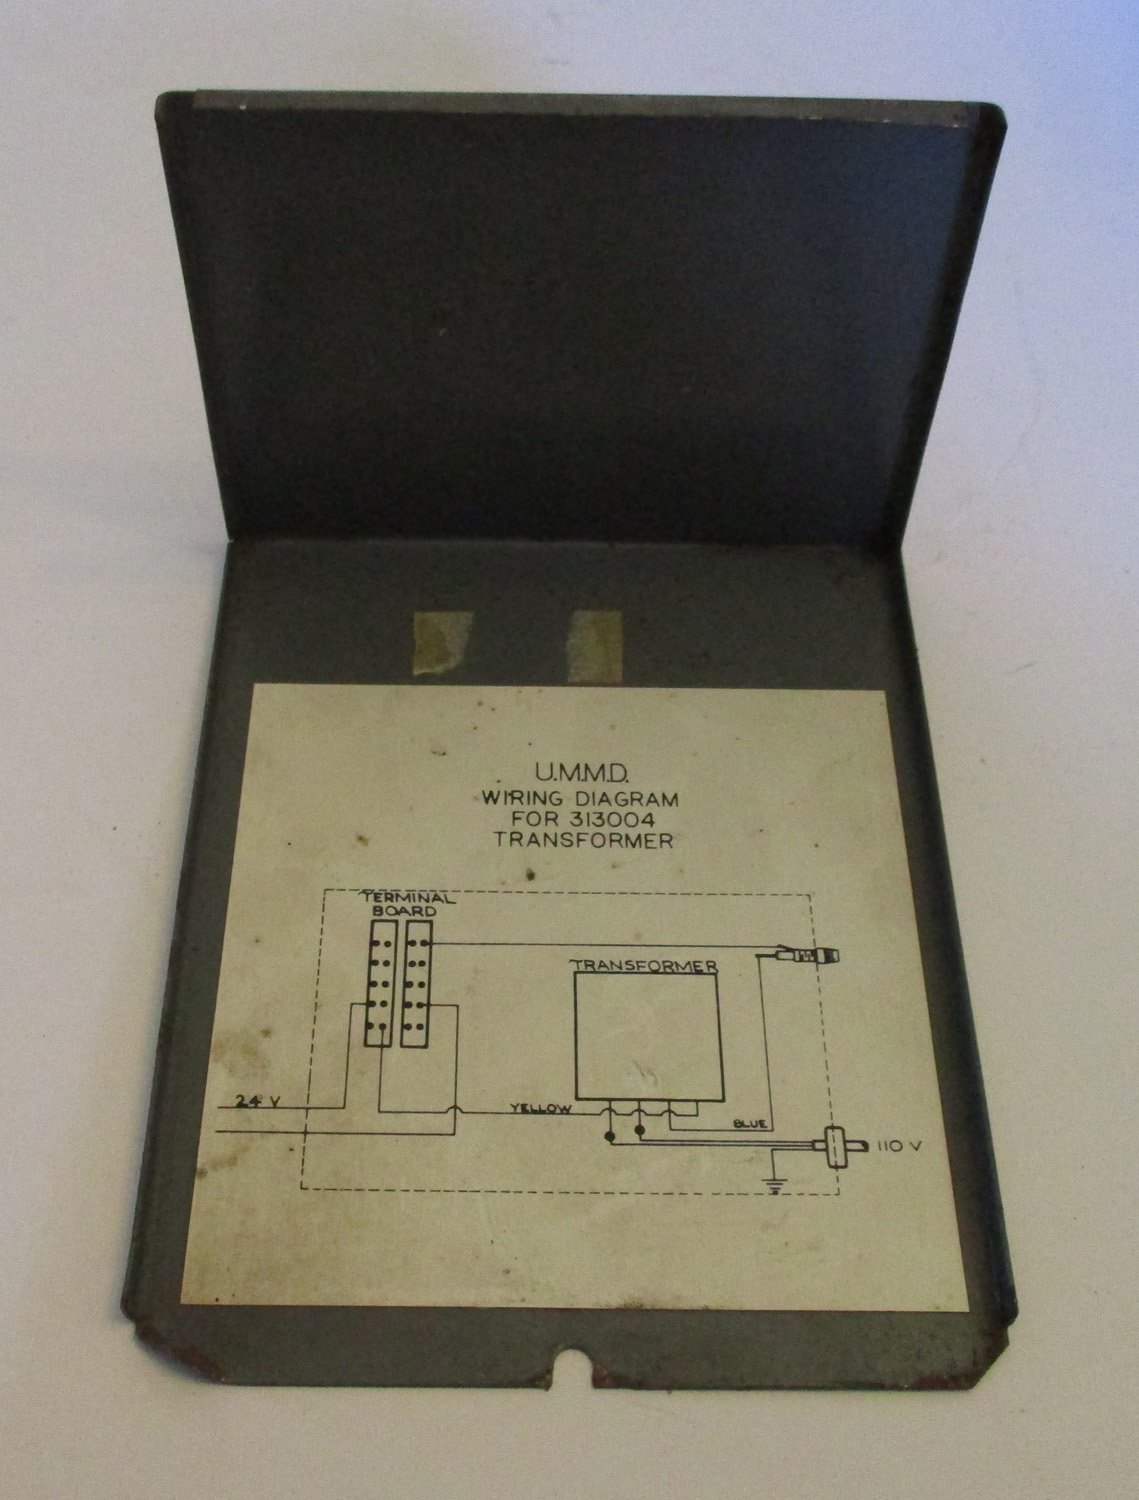 U.M.M.D.
WIRING DIAGRAM
FOR 313004
TRANSFORMER
TERMINAL
BOARD
TRANSFORMER
24 V
YELLOW
BLUE
110 V